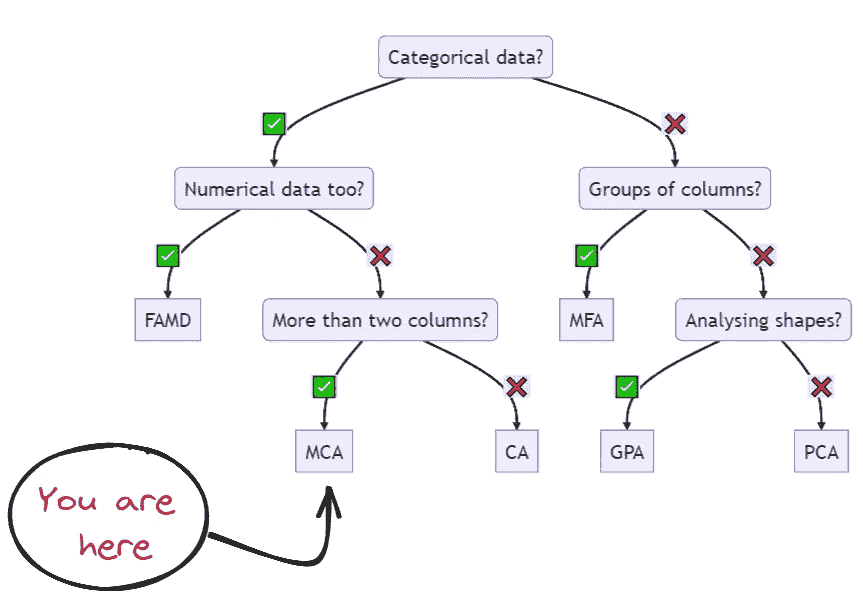 Categorical data?
Numerical data too?
Groups of columns?
FAMD
More than two columns?
MFA
Analysing shapes?
MCA
CA
GPA
PCA
You are
here